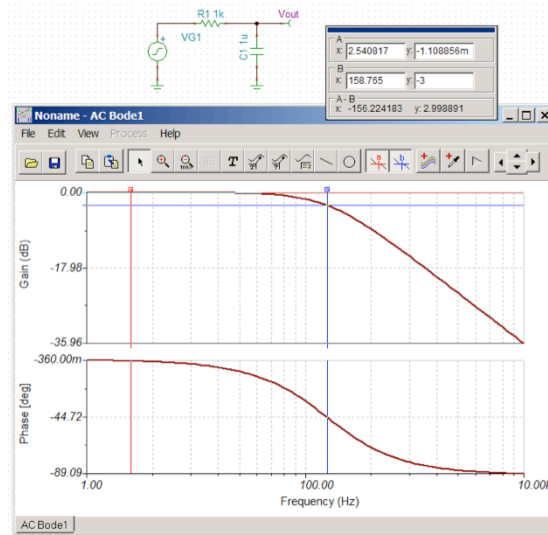 R1 1k
Vout
VG1
+
C1 1u
A
x: 2.540817 y: -1.108856m
B
x: 158.765 y: -3
A - B
x: -156.224183 y: 2.998891
Noname - AC Bode1
File Edit View Process Help
T
a b
0.00
Gain (dB)
-17.98
-35.96
-360.00m
Phase [deg]
-44.72
-89.09
1.00 100.00 10.00k
Frequency (Hz)
AC Bode1